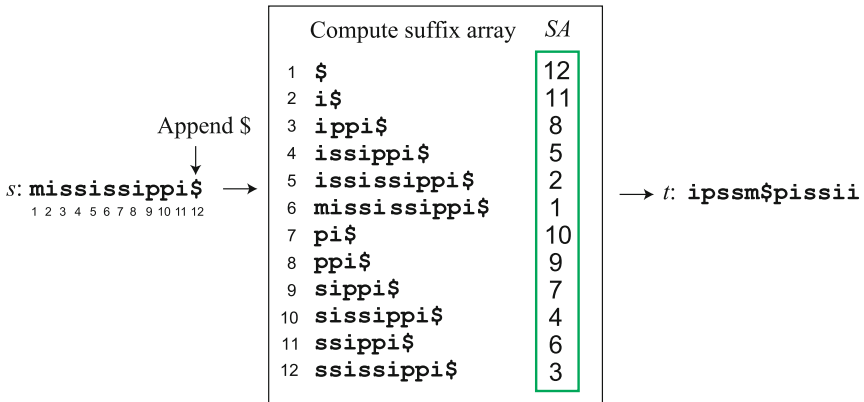 Compute suffix array SA
1 $ 12
2 i$ 11
3 ippi$ 8
4 issippi$ 5
5 ississippi$ 2
6 mississippi$ 1
7 pi$ 10
8 ppi$ 9
9 sippi$ 7
10 sissippi$ 4
11 ssippi$ 6
12 ssissippi$ 3
Append $
s: mississippi$
1 2 3 4 5 6 7 8 9 10 11 12
t: ipssm$pissii